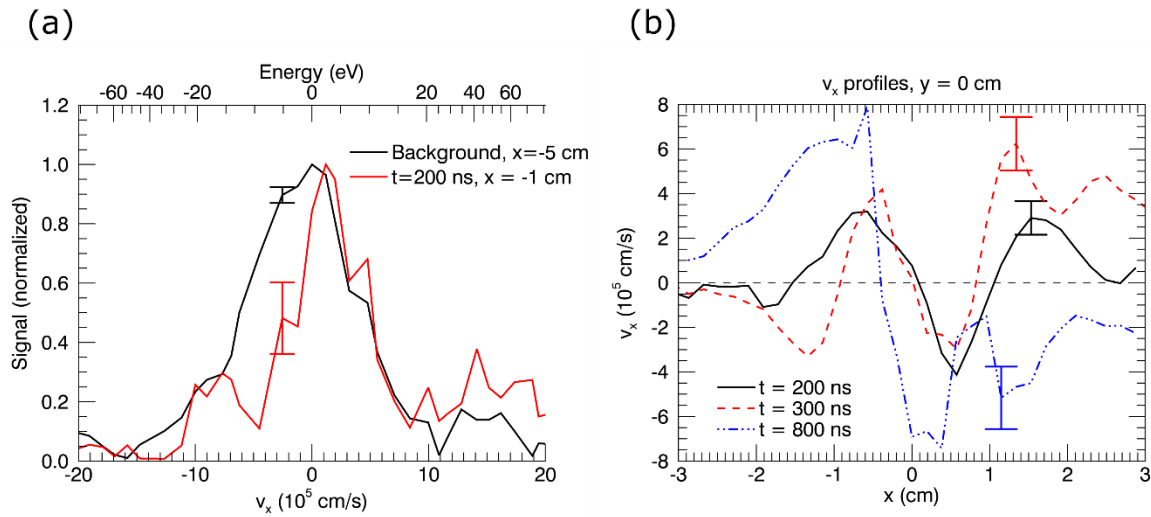 (a)
Energy (eV)
-60 -40 -20 0 20 40 60
1.2
1.0
0.8
0.6
0.4
0.2
0.0
Signal (normalized)
Background, x=-5 cm
t=200 ns, x = -1 cm
-20 -10 0 10 20
vₓ (10⁵ cm/s)
(b)
vₓ profiles, y = 0 cm
8
6
4
2
0
-2
-4
-6
-8
vₓ (10⁵ cm/s)
t = 200 ns
t = 300 ns
t = 800 ns
-3 -2 -1 0 1 2 3
x (cm)